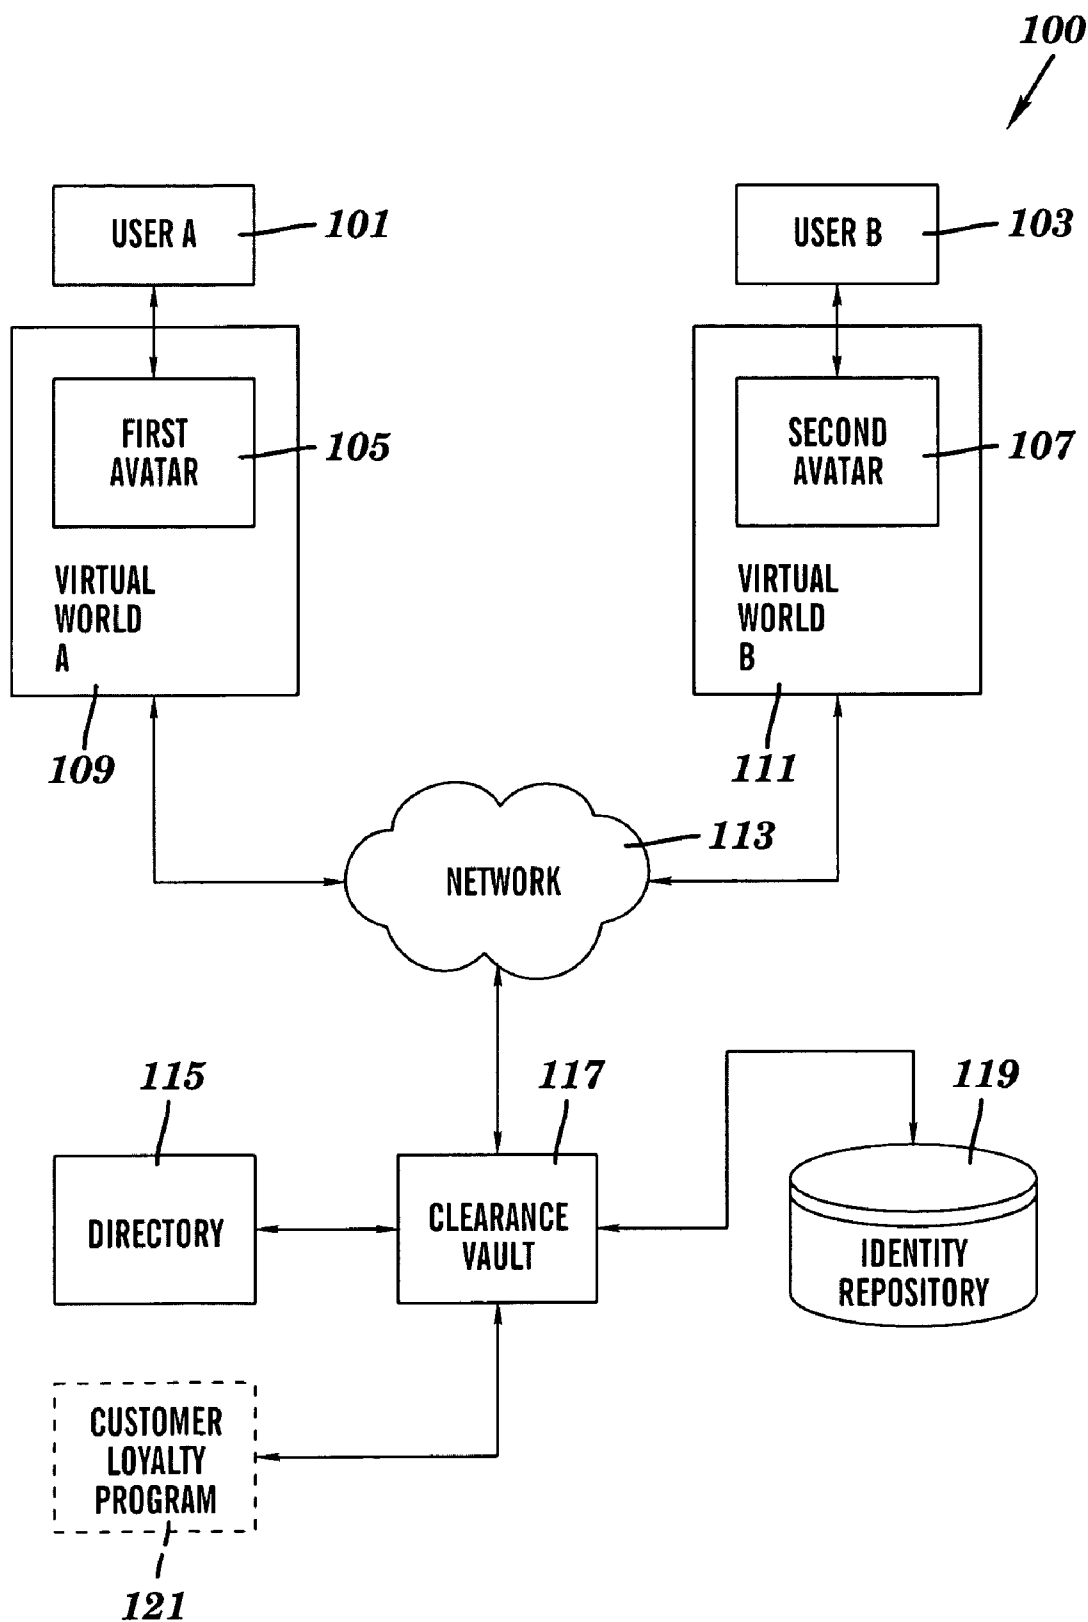 100
USER A
101
USER B
103
FIRST
AVATAR
105
SECOND
AVATAR
107
VIRTUAL
WORLD
A
109
VIRTUAL
WORLD
B
111
NETWORK
113
115
117
119
DIRECTORY
CLEARANCE
VAULT
IDENTITY
REPOSITORY
CUSTOMER
LOYALTY
PROGRAM
121